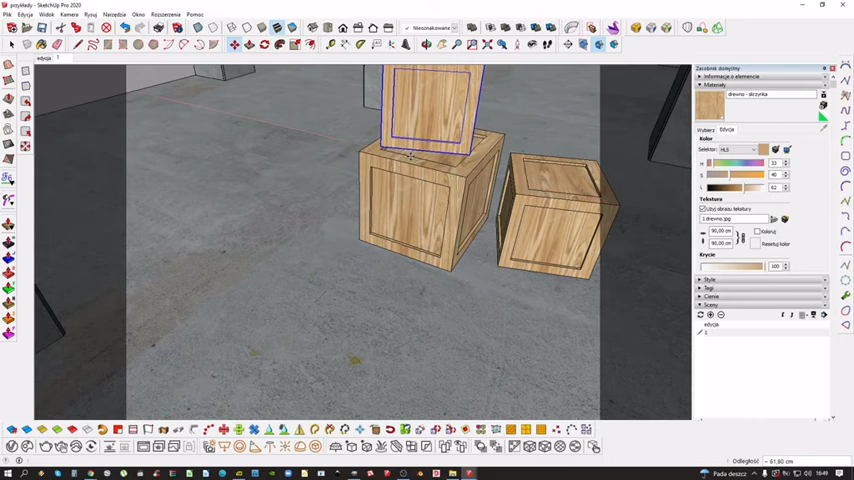 przykłady - SketchUp Pro 2020
Plik Edycja Widok Kamera Rysuj Narzędzia Okno Rozszerzenia Pomoc
Nieoznakowane
edycja 1
Zasobnik domyślny
Informacje o elemencie
Materiały
drewno - skrzynka
Wybierz Edycja
Kolor
Selektor: HLS
H 33
S 40
L 62
Tekstura
Użyj obrazu tekstury
1.drewno.jpg
90,00 cm
Koloruj
90,00 cm
Resetuj kolor
Krycie
100
Style
Tagi
Cienie
Sceny
edycja
1
Odległość ~ 61,80 cm
Pada deszcz
16:49